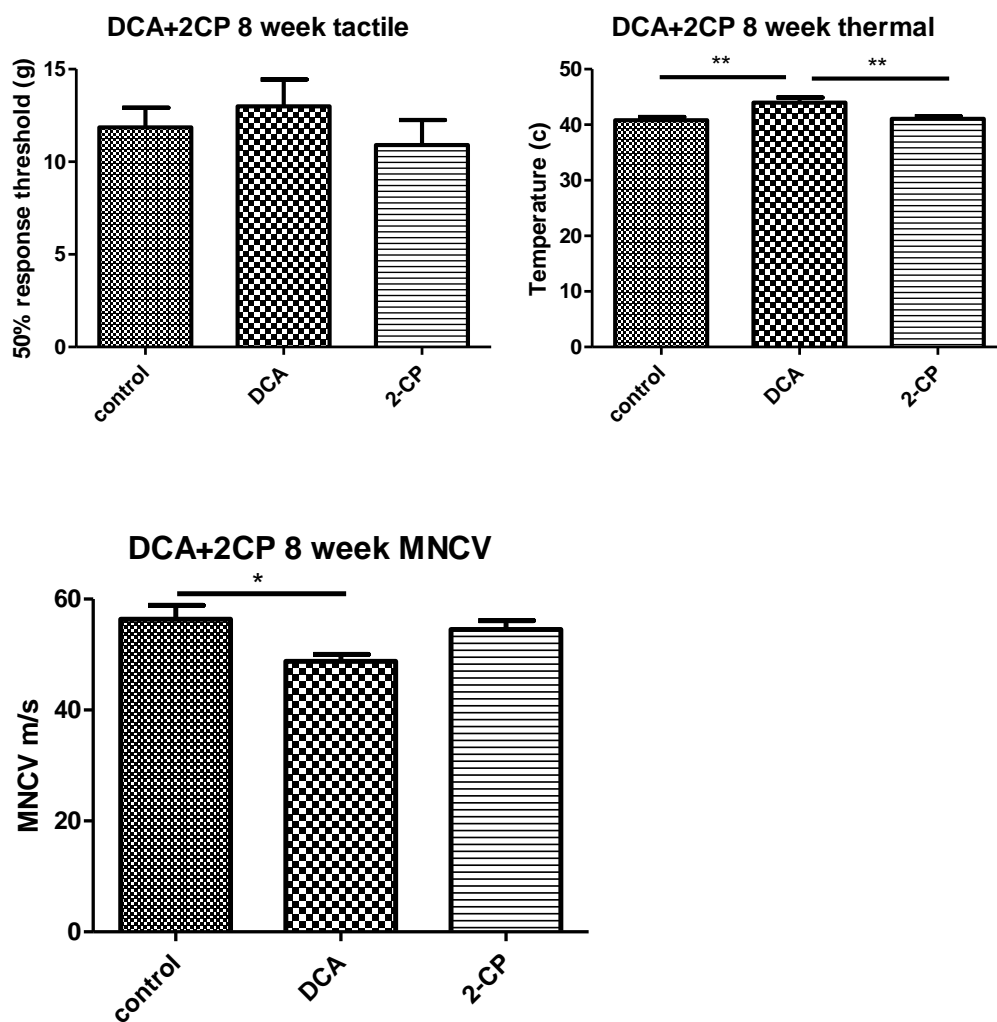 DCA+2CP 8 week tactile
50% response threshold (g)
15
10
5
0
control
DCA
2-CP
DCA+2CP 8 week thermal
Temperature (c)
50
40
30
20
10
0
**
**
control
DCA
2-CP
DCA+2CP 8 week MNCV
MNCV m/s
60
40
20
0
*
control
DCA
2-CP